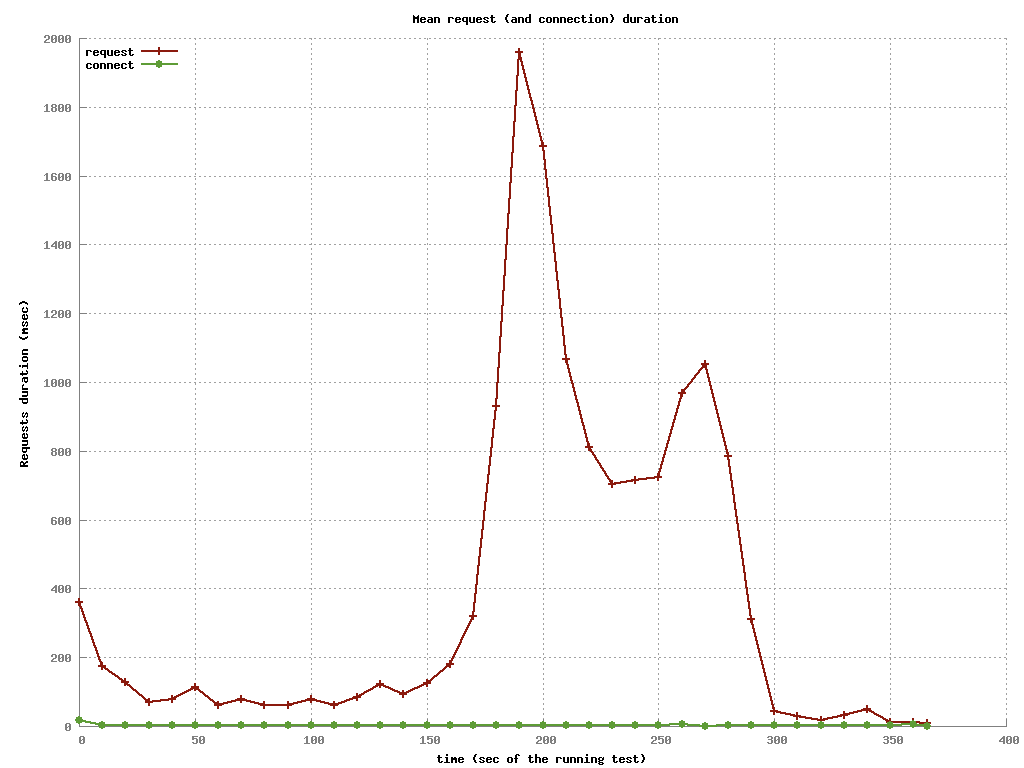 Mean request (and connection) duration
2000
request
connect
1800
1600
1400
1200
Requests duration (msec)
1000
800
600
400
200
0
0 50 100 150 200 250 300 350 400
time (sec of the running test)